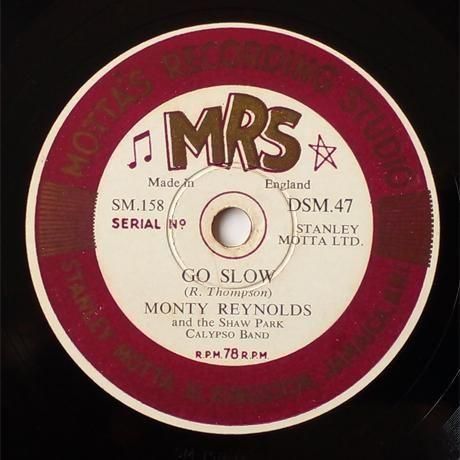 MOTTA'S RECORDING STUDIO
MRS
Made in England
SM.158 DSM.47
SERIAL Nº STANLEY
MOTTA LTD.
GO SLOW
(R. Thompson)
MONTY REYNOLDS
and the SHAW PARK
CALYPSO BAND
R.P.M. 78 R.P.M.
STANLEY MOTTA KINGSTON, JAMAICA